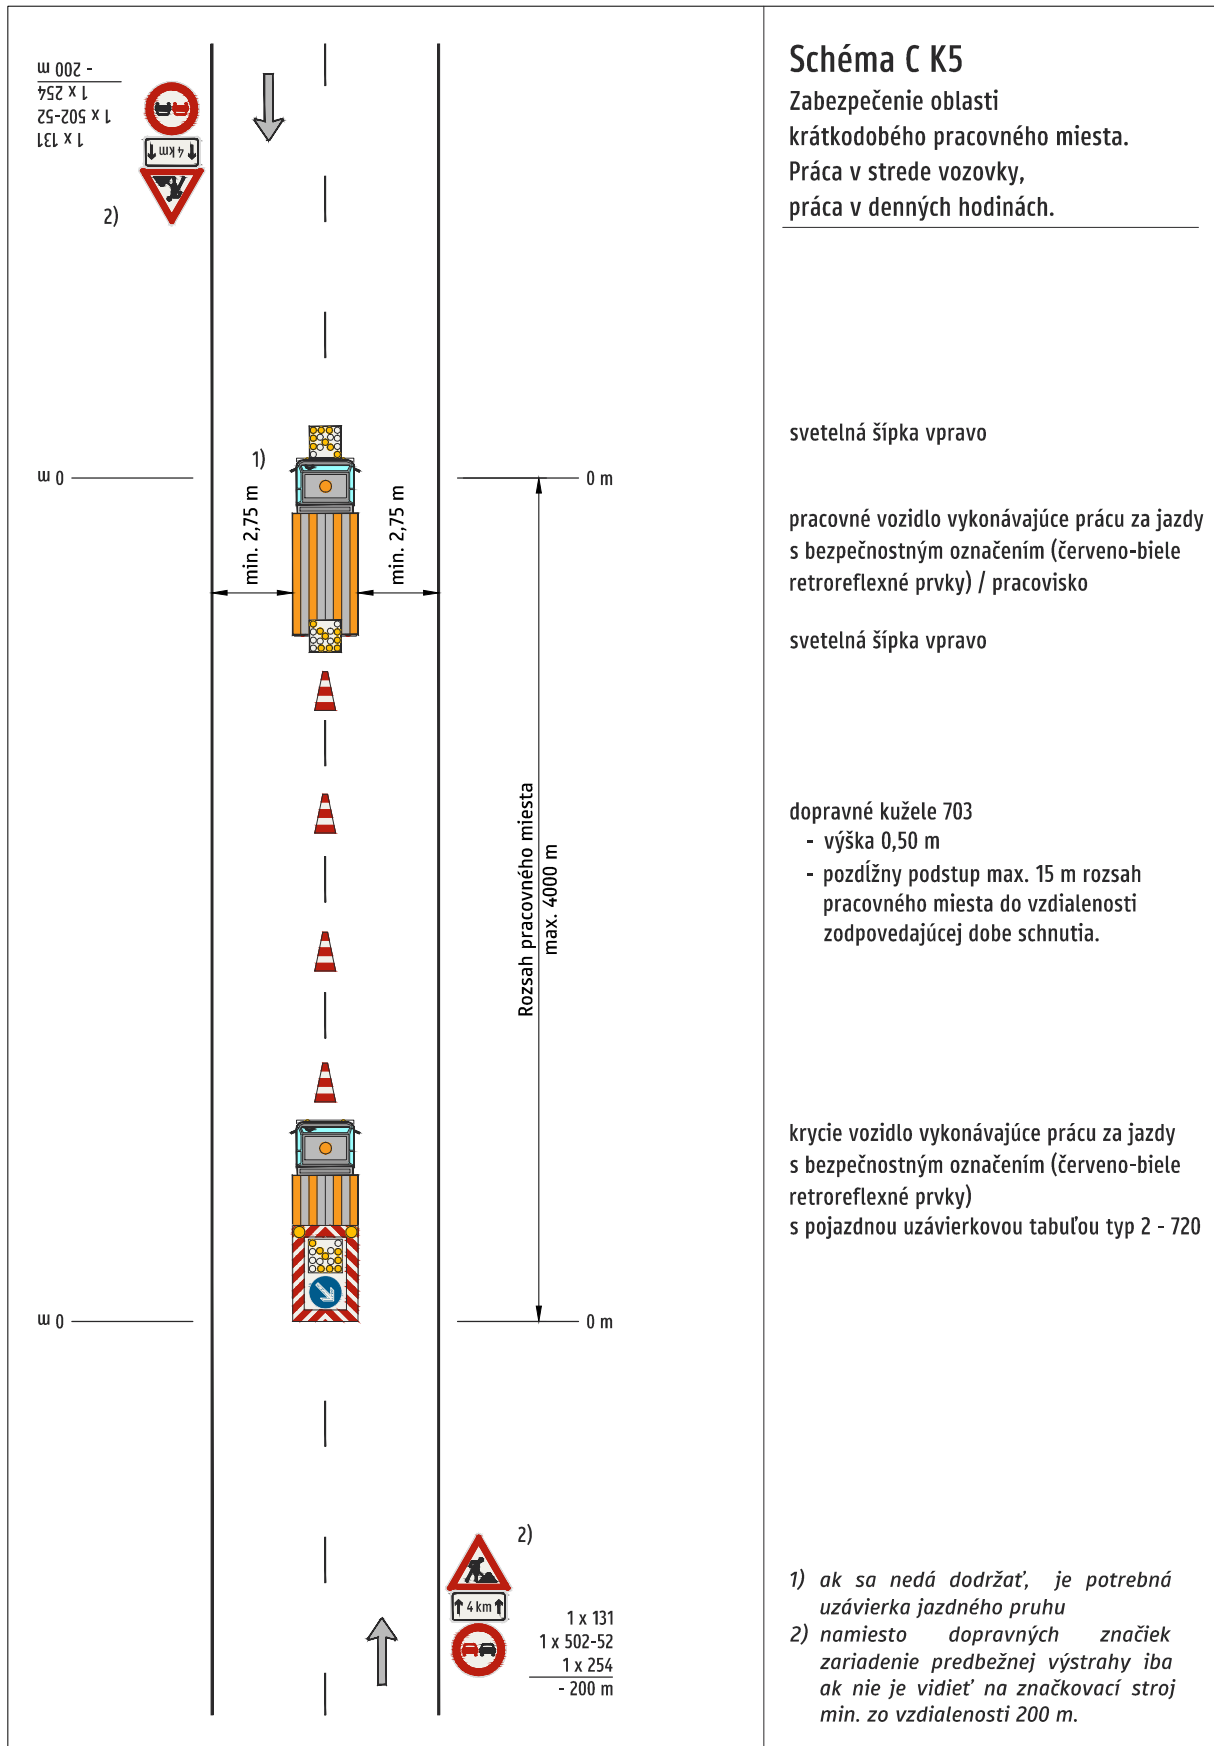 Schéma C K5
Zabezpečenie oblasti
krátkodobého pracovného miesta.
Práca v strede vozovky,
práca v denných hodinách.
- 200 m
1 x 254
1 x 502-52
1 x 131
4 km
2)
svetelná šípka vpravo
1)
0 m
0 m
min. 2,75 m
min. 2,75 m
pracovné vozidlo vykonávajúce prácu za jazdy
s bezpečnostným označením (červeno-biele
retroreflexné prvky) / pracovisko
svetelná šípka vpravo
Rozsah pracovného miesta
max. 4000 m
dopravné kužele 703
- výška 0,50 m
- pozdĺžny podstup max. 15 m rozsah
pracovného miesta do vzdialenosti
zodpovedajúcej dobe schnutia.
krycie vozidlo vykonávajúce prácu za jazdy
s bezpečnostným označením (červeno-biele
retroreflexné prvky)
s pojazdnou uzávierkovou tabuľou typ 2 - 720
0 m
0 m
2)
4 km
1 x 131
1 x 502-52
1 x 254
- 200 m
1) ak sa nedá dodržať, je potrebná
uzávierka jazdného pruhu
2) namiesto dopravných značiek
zariadenie predbežnej výstrahy iba
ak nie je vidieť na značkovací stroj
min. zo vzdialenosti 200 m.